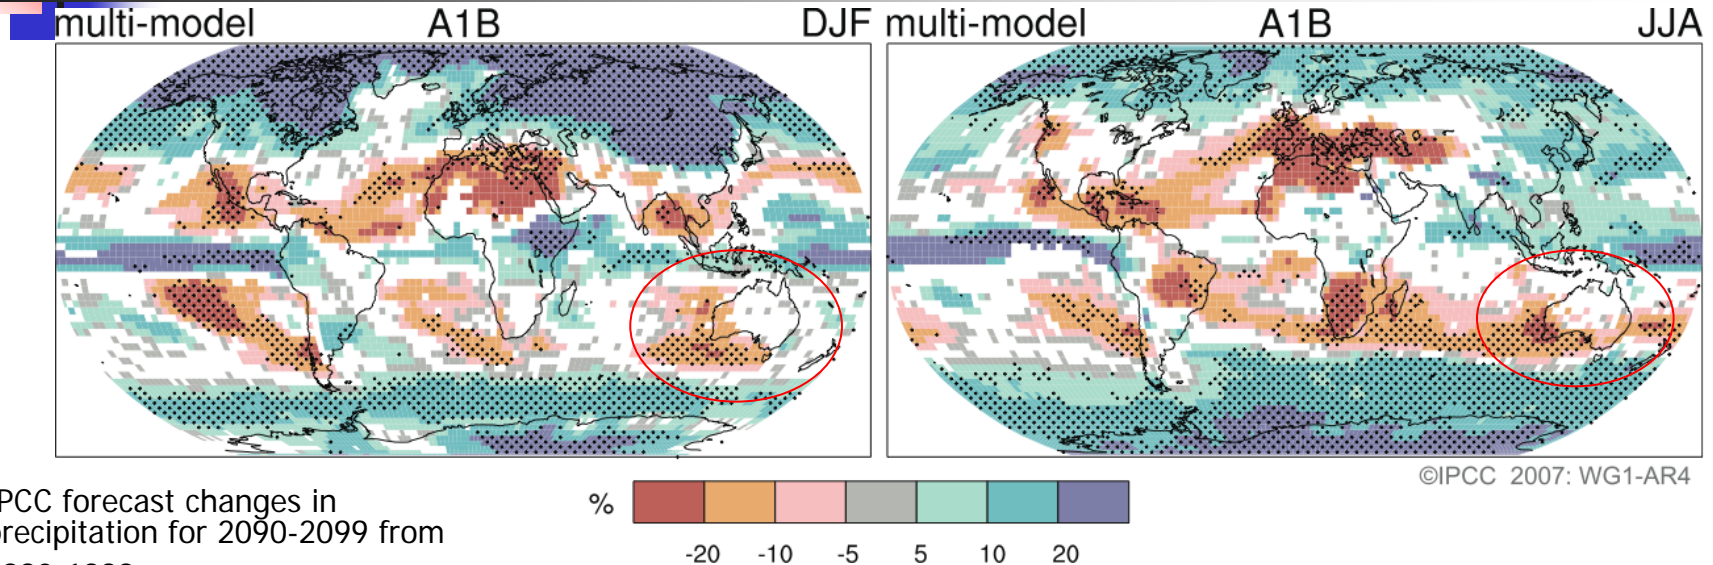 multi-model A1B DJF
multi-model A1B JJA
©IPCC 2007: WG1-AR4
PCC forecast changes in
precipitation for 2090-2099 from
%
-20 -10 -5 5 10 20